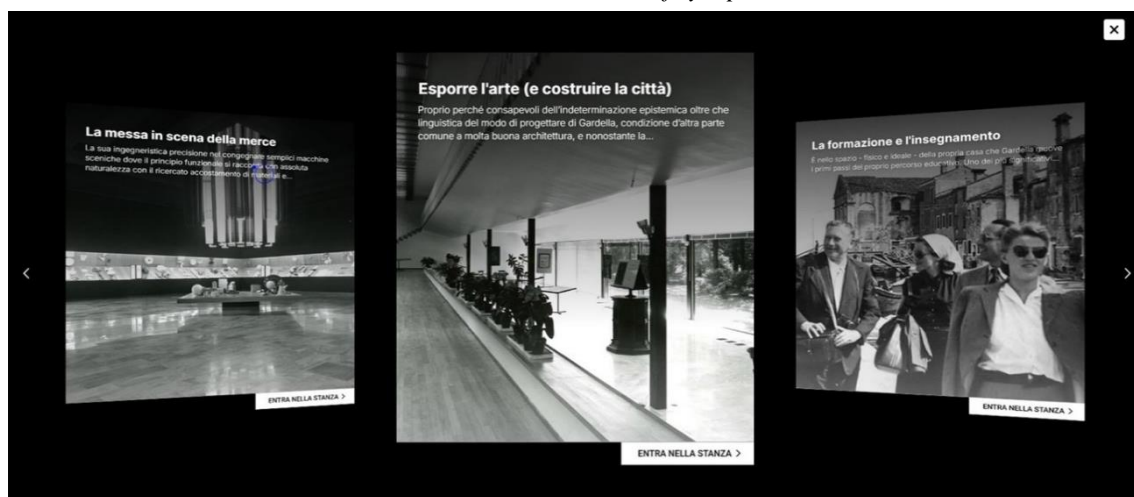 La messa in scena della merce
La sua ingegneristica precisione nel congegnare semplici macchine
sceniche dove il principio funzionale si raccorda con assoluta
naturalezza con il ricercato accostamento di materiali e...
ENTRA NELLA STANZA >
Esporre l'arte (e costruire la città)
Proprio perché consapevoli dell'indeterminazione epistemica oltre che
linguistica del modo di progettare di Gardella, condizione d'altra parte
comune a molta buona architettura, e nonostante la...
ENTRA NELLA STANZA >
La formazione e l'insegnamento
È nello spazio - fisico e ideale - della propria casa che Gardella muove
i primi passi del proprio percorso educativo. Uno dei più significativi...
ENTRA NELLA STANZA >